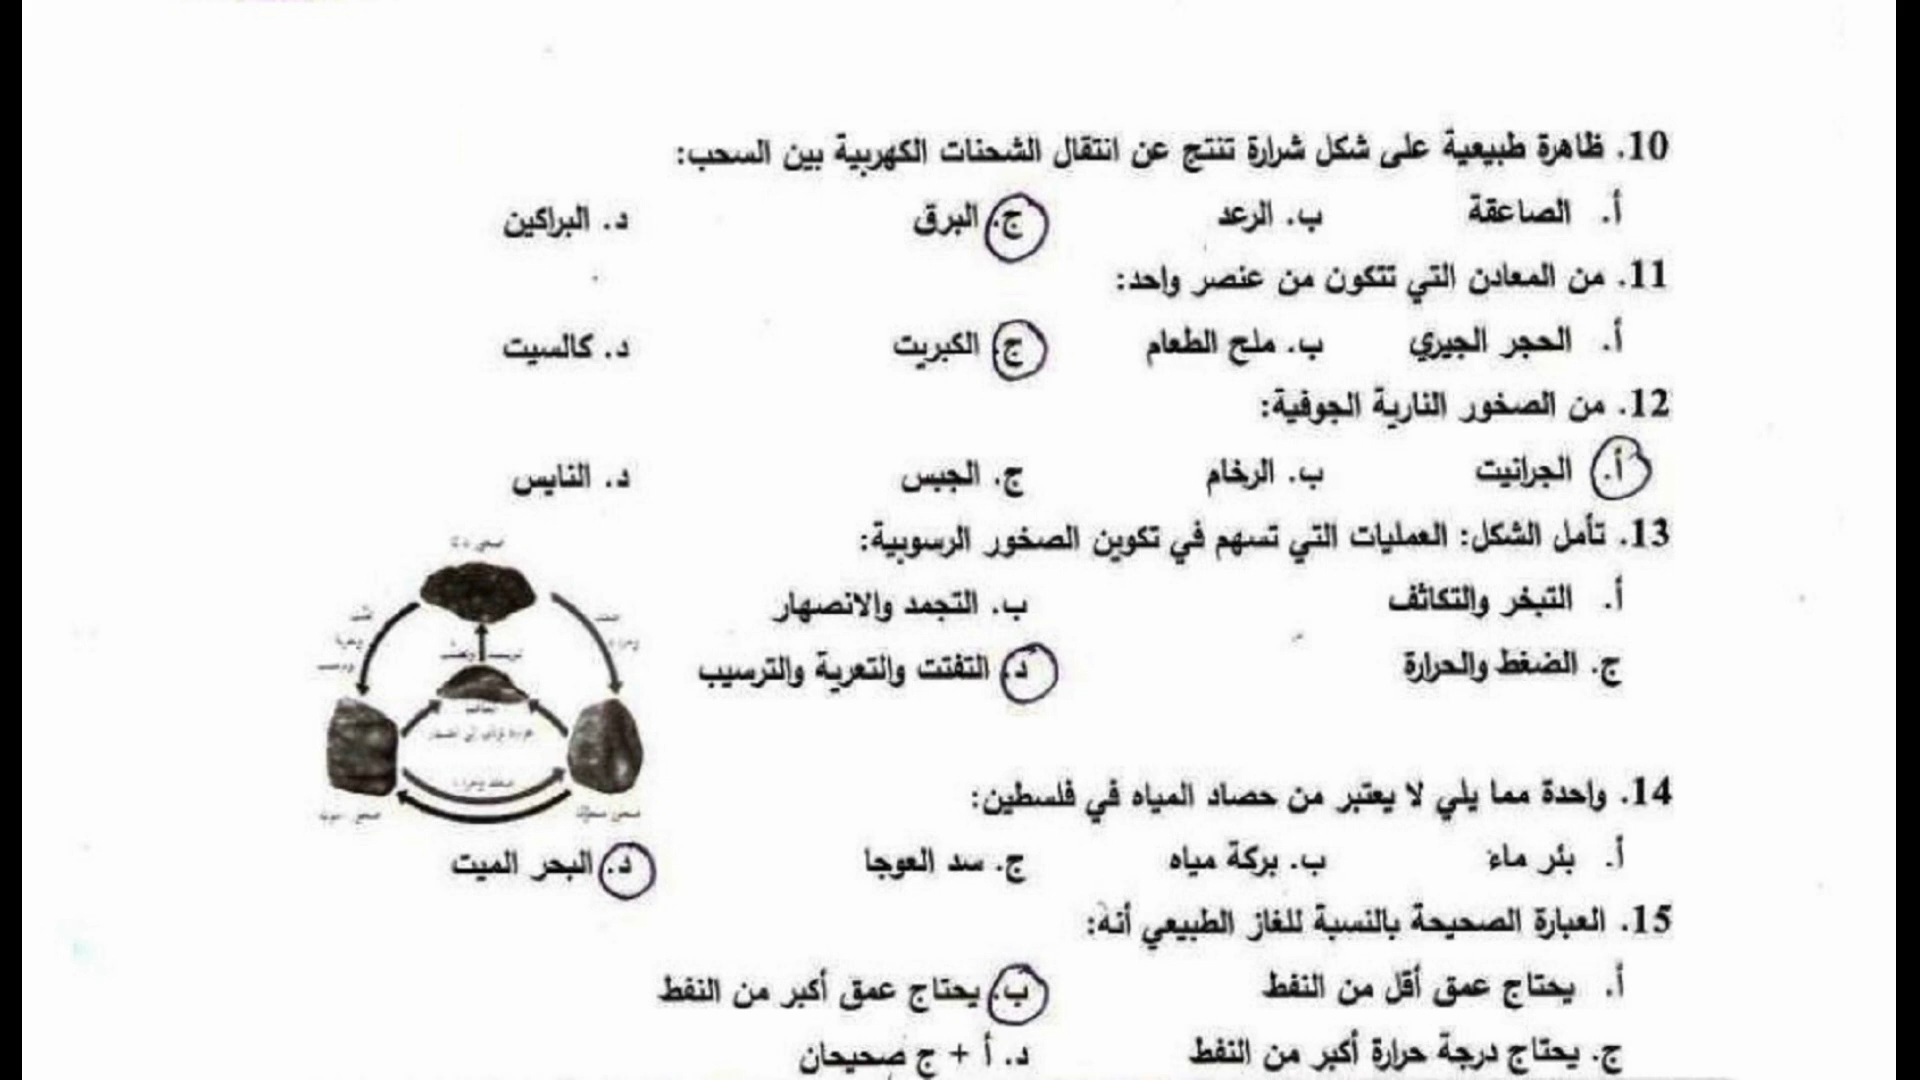 10. ظاهرة طبيعية على شكل شرارة تنتج عن انتقال الشحنات الكهربية بين السحب:
أ. الصاعقة ب. الرعد ج. البرق د. البراكين
11. من المعادن التي تتكون من عنصر واحد:
أ. الحجر الجيري ب. ملح الطعام ج. الكبريت د. كالسيت
12. من الصخور النارية الجوفية:
أ. الجرانيت ب. الرخام ج. الجبس د. النايس
13. تأمل الشكل: العمليات التي تسهم في تكوين الصخور الرسوبية:
أ. التبخر والتكاثف ب. التجمد والانصهار
ج. الضغط والحرارة د. التفتت والتعرية والترسيب
14. واحدة مما يلي لا يعتبر من حصاد المياه في فلسطين:
أ. بئر ماء ب. بركة مياه ج. سد العوجا د. البحر الميت
15. العبارة الصحيحة بالنسبة للغاز الطبيعي أنه:
أ. يحتاج عمق أقل من النفط ب. يحتاج عمق أكبر من النفط
ج. يحتاج درجة حرارة أكبر من النفط د. أ + ج صحيحان